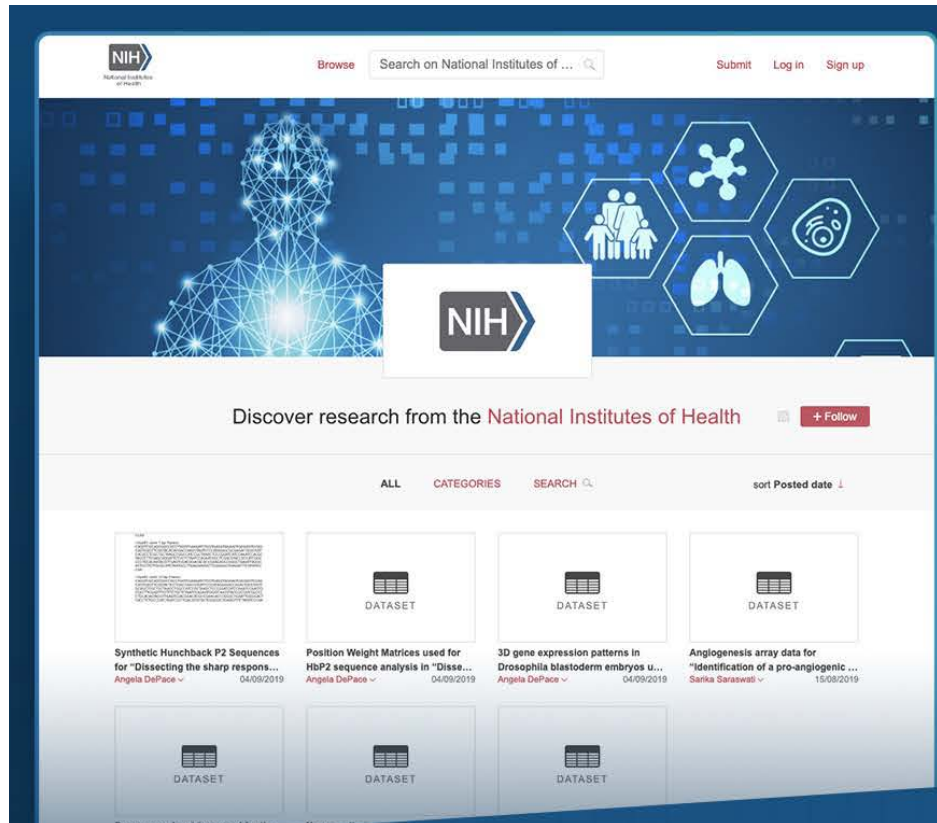 NIH
National Institutes
of Health
Browse
Search on National Institutes of ...
Submit
Log in
Sign up
NIH
Discover research from the National Institutes of Health
+ Follow
ALL
CATEGORIES
SEARCH
sort Posted date ↓
DATASET
DATASET
DATASET
Synthetic Hunchback P2 Sequences
for "Dissecting the sharp respons...
Angela DePace
04/09/2019
Position Weight Matrices used for
HbP2 sequence analysis in "Disse...
Angela DePace
04/09/2019
3D gene expression patterns in
Drosophila blastoderm embryos u...
Angela DePace
04/09/2019
Angiogenesis array data for
"Identification of a pro-angiogenic ...
Sarika Saraswati
15/08/2019
DATASET
DATASET
DATASET